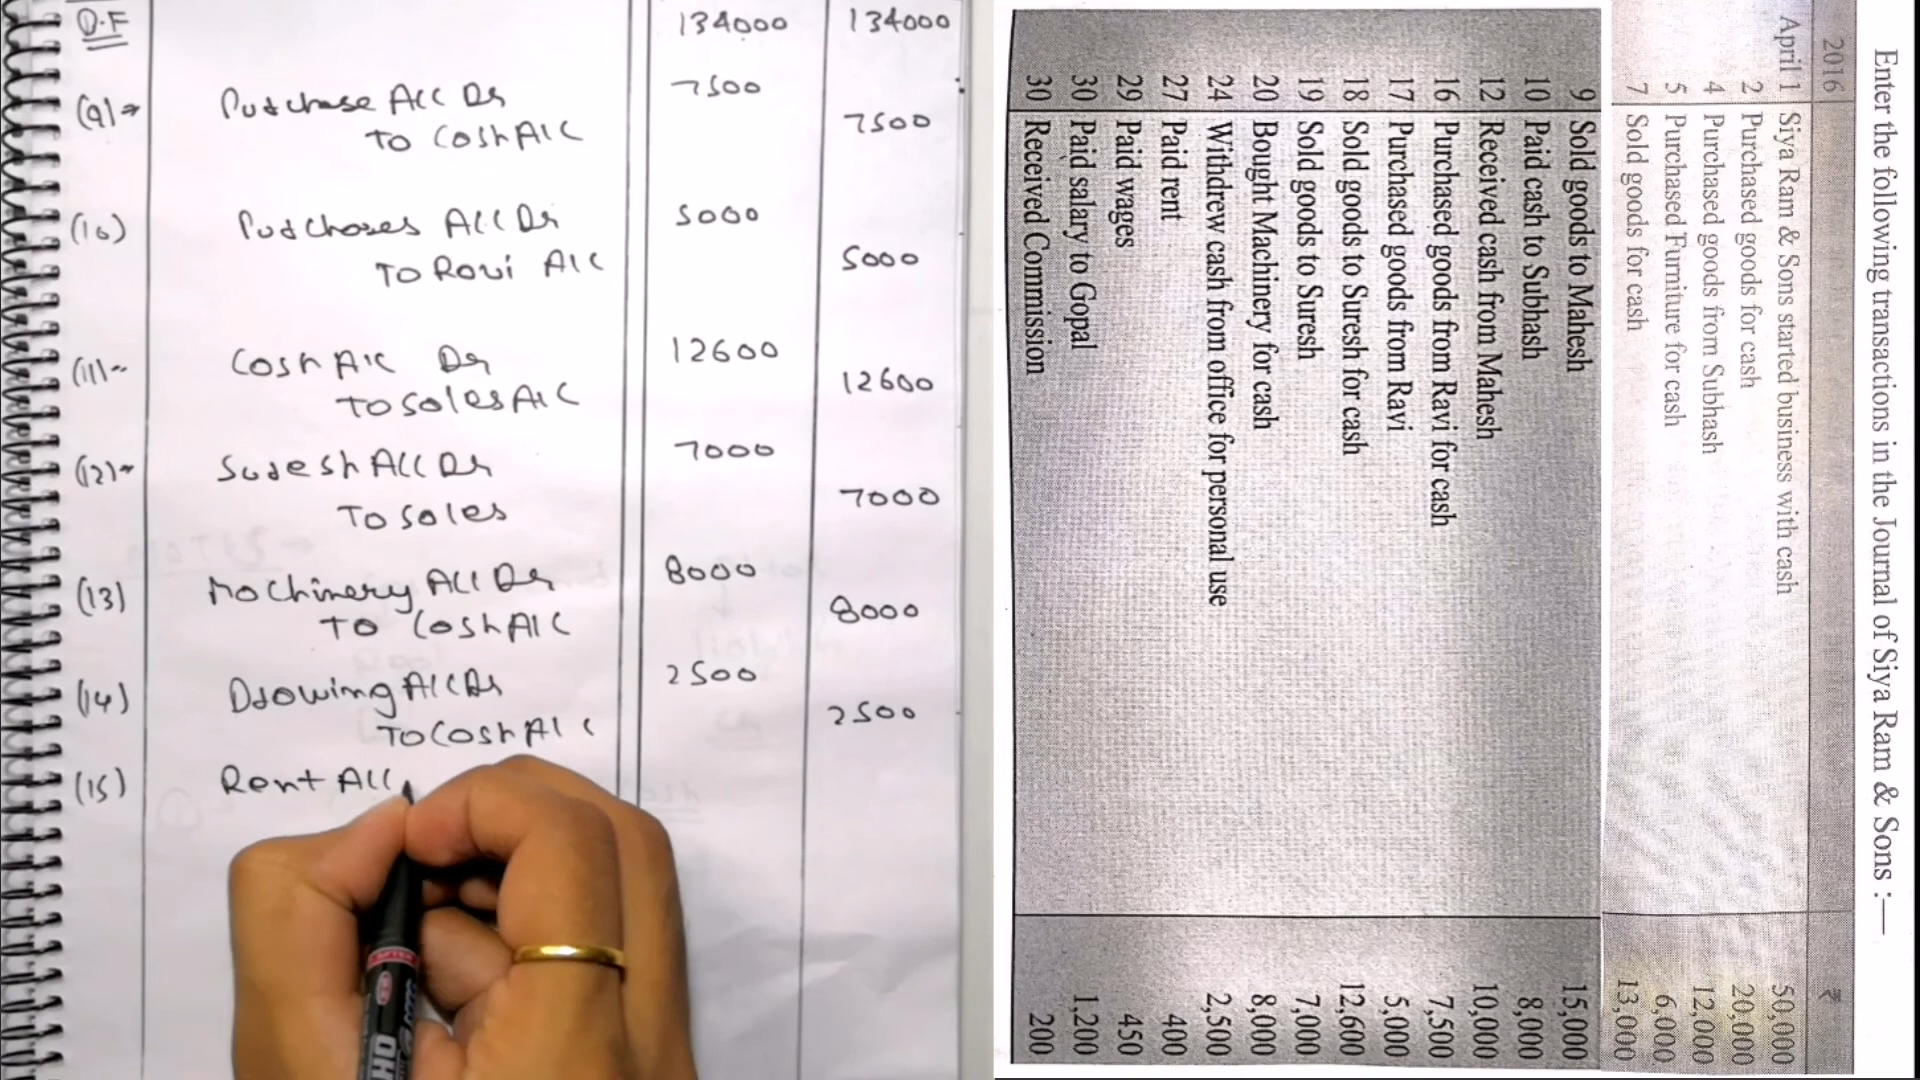 B.F 134000 134000
(9) Purchase A/c Dr 7500
To Cash A/c 7500
(10) Purchases A/c Dr 5000
To Ravi A/c 5000
(11) Cash A/c Dr 12600
To Sales A/c 12600
(12) Suresh A/c Dr 7000
To Sales 7000
(13) Machinery A/c Dr 8000
To Cash A/c 8000
(14) Drawing A/c Dr 2500
To Cash A/c 2500
(15) Rent A/c
Enter the following transactions in the Journal of Siya Ram & Sons :—
2016 ₹
April 1 Siya Ram & Sons started business with cash 50,000
2 Purchased goods for cash 20,000
4 Purchased goods from Subhash 12,000
5 Purchased Furniture for cash 6,000
7 Sold goods for cash 13,000
9 Sold goods to Mahesh 15,000
10 Paid cash to Subhash 8,000
12 Received cash from Mahesh 10,000
16 Purchased goods from Ravi for cash 7,500
17 Purchased goods from Ravi 5,000
18 Sold goods to Suresh for cash 12,600
19 Sold goods to Suresh 7,000
20 Bought Machinery for cash 8,000
24 Withdrew cash from office for personal use 2,500
27 Paid rent 400
29 Paid wages 450
30 Paid salary to Gopal 1,200
30 Received Commission 200